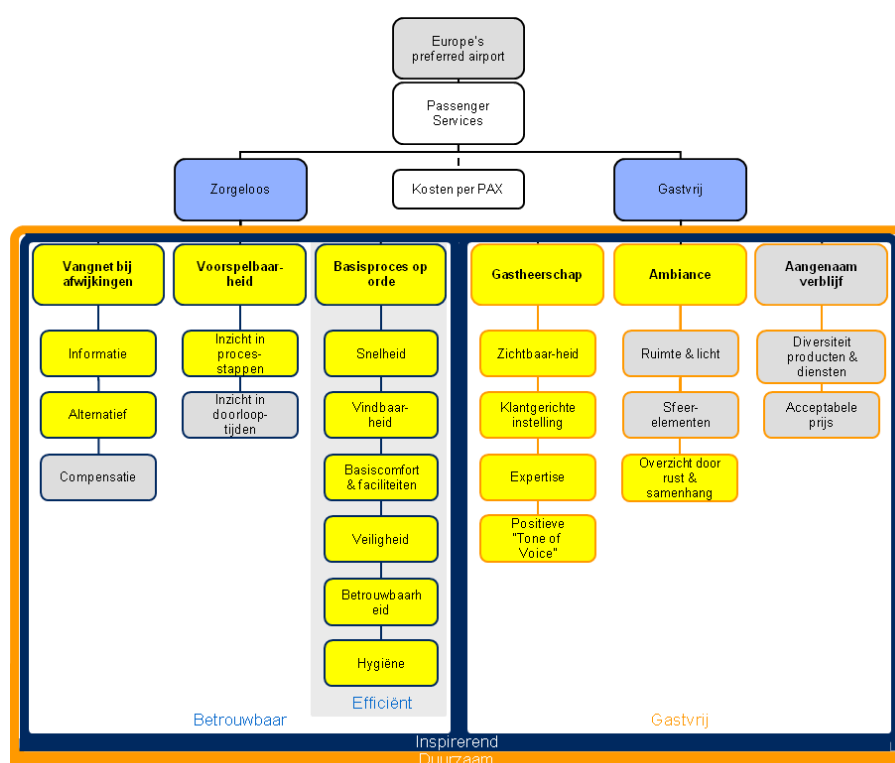 Europe's
preferred airport
Passenger
Services
Zorgeloos
Kosten per PAX
Gastvrij
Vangnet bij
afwijkingen
Voorspelbaar-
heid
Basisproces op
orde
Gastheerschap
Ambiance
Aangenaam
verblijf
Informatie
Alternatief
Compensatie
Inzicht in
proces-
stappen
Inzicht in
doorloop-
tijden
Snelheid
Vindbaar-
heid
Basiscomfort
& faciliteiten
Veiligheid
Betrouwbaarh
eid
Hygiëne
Zichtbaar-heid
Klantgerichte
instelling
Expertise
Positieve
"Tone of
Voice"
Ruimte & licht
Sfeer-
elementen
Overzicht door
rust &
samenhang
Diversiteit
producten &
diensten
Acceptabele
prijs
Efficiënt
Betrouwbaar
Gastvrij
Inspirerend
Duurzaam